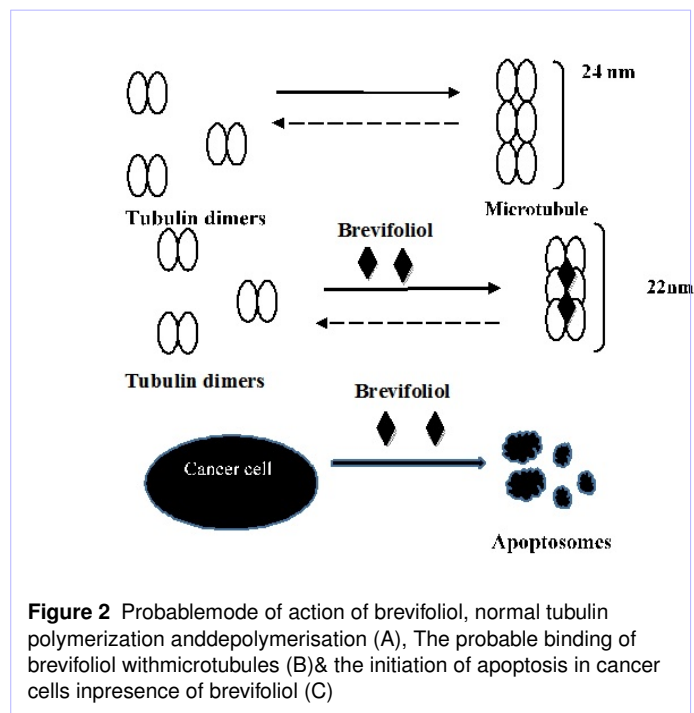 24 nm
Tubulin dimers
Microtubule
Brevifoliol
22nm
Tubulin dimers
Brevifoliol
Cancer cell
Apoptosomes
Figure 2 Probablemode of action of brevifoliol, normal tubulin
polymerization anddepolymerisation (A), The probable binding of
brevifoliol withmicrotubules (B)& the initiation of apoptosis in cancer
cells inpresence of brevifoliol (C)